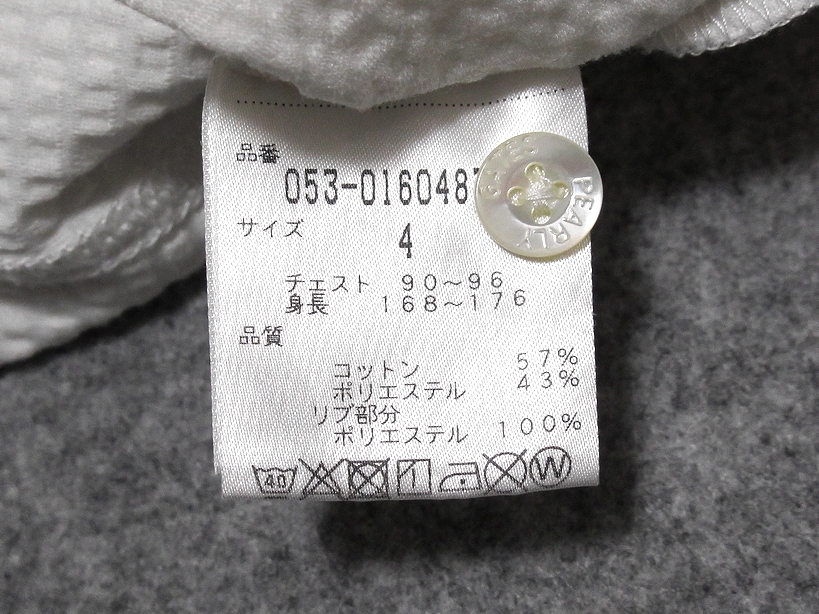 品番
053-0160487
サイズ
4
チェスト 90～96
身長 168～176
品質
コットン 57%
ポリエステル 43%
リブ部分
ポリエステル 100%
40
W
GATES
PEARLY